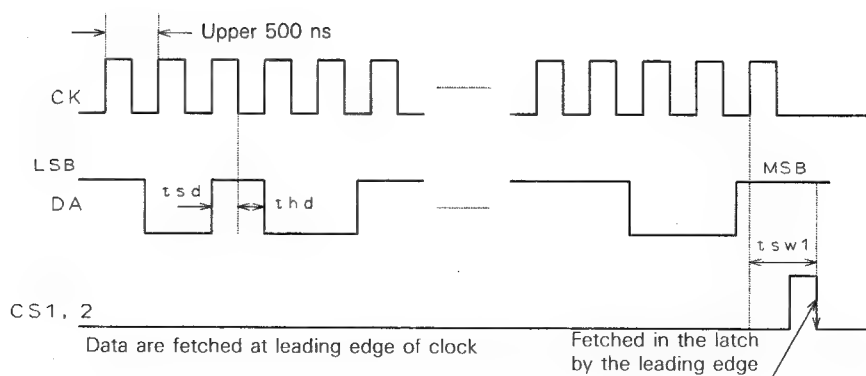 Upper 500 ns
CK
LSB
MSB
DA
tsd
thd
tsw1
CS1, 2
Data are fetched at leading edge of clock
Fetched in the latch
by the leading edge